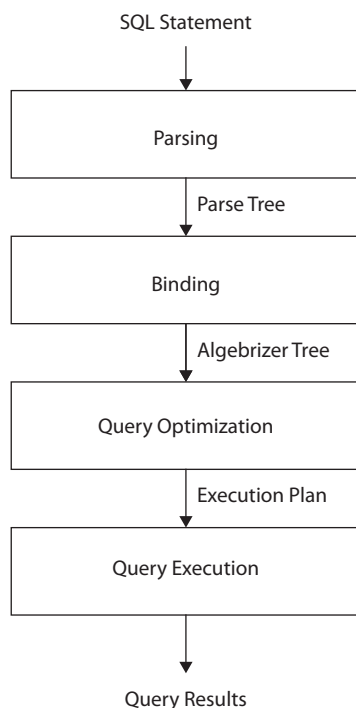 SQL Statement
Parsing
Parse Tree
Binding
Algebrizer Tree
Query Optimization
Execution Plan
Query Execution
Query Results